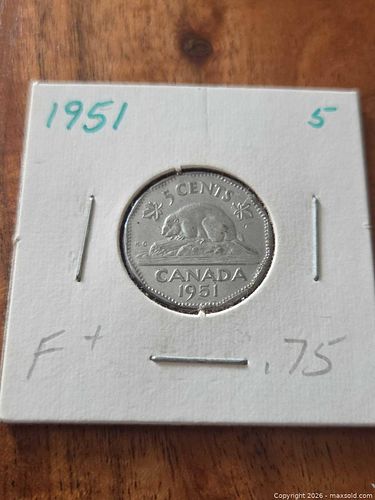 1951 5
5 CENTS
CANADA
1951
F+ .75
Copyright 2026 - maxsold.com